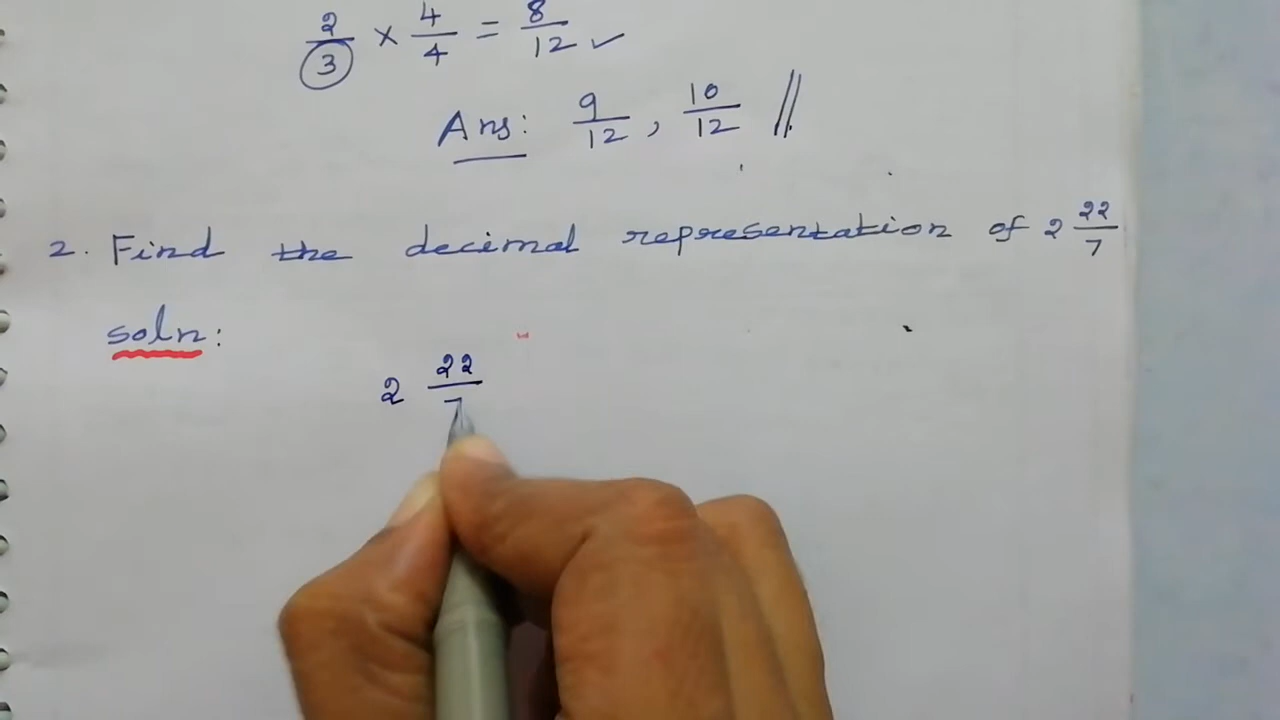 2/3 × 4/4 = 8/12 ✓
Ans: 9/12, 10/12 //
2. Find the decimal representation of 2 22/7
soln:
2 22/7